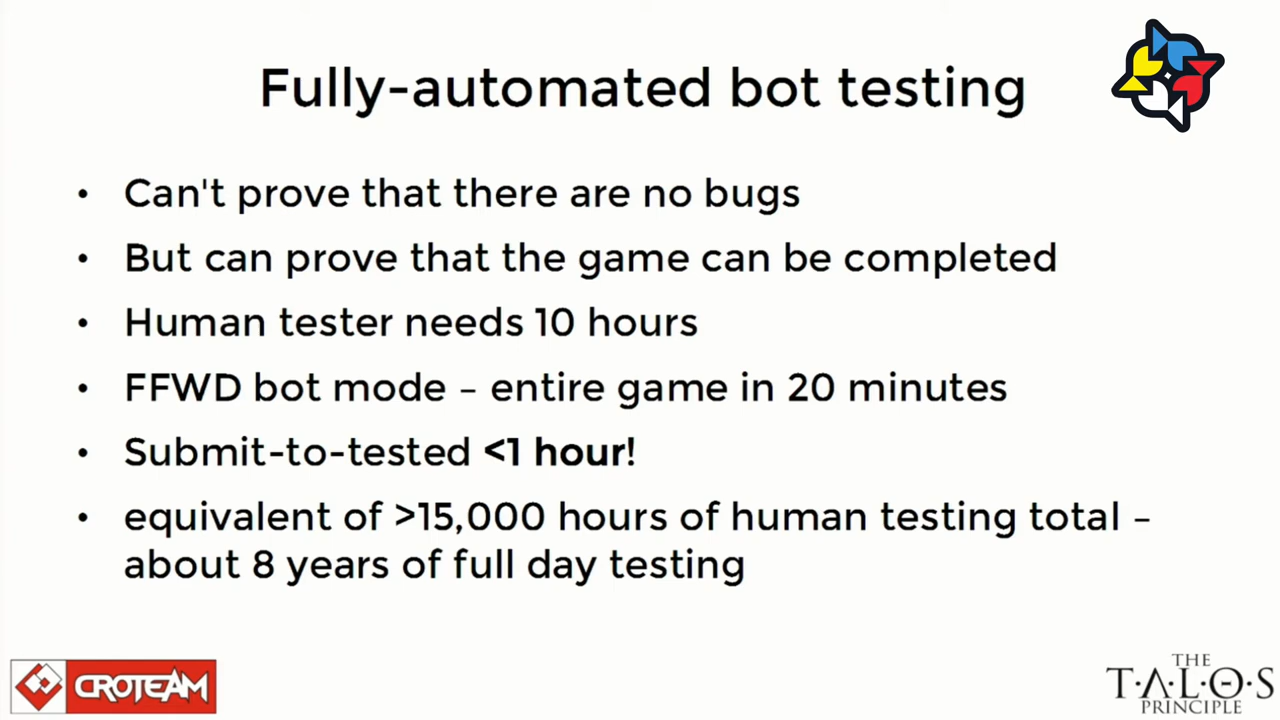 Fully-automated bot testing
• Can't prove that there are no bugs
• But can prove that the game can be completed
• Human tester needs 10 hours
• FFWD bot mode – entire game in 20 minutes
• Submit-to-tested <1 hour!
• equivalent of >15,000 hours of human testing total –
about 8 years of full day testing
CROTEAM
THE
T·A·L·O·S
PRINCIPLE